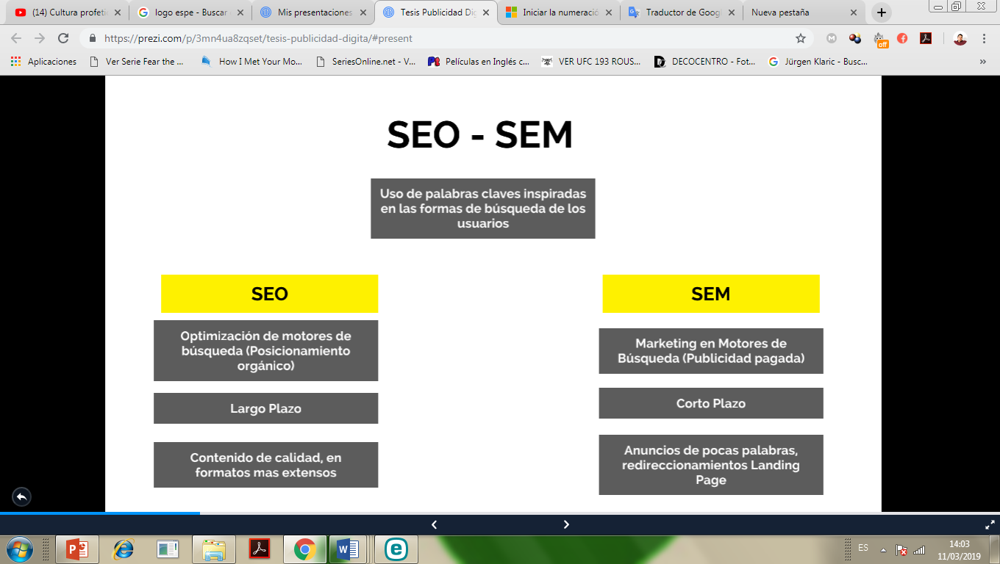 (14) Cultura profeti
logo espe - Buscar
Mis presentaciones
Tesis Publicidad Dig
Iniciar la numeració
Traductor de Googl
Nueva pestaña
https://prezi.com/p/3mn4ua8zqset/tesis-publicidad-digita/#present
M
off
Aplicaciones
Ver Serie Fear the ...
How I Met Your Mo...
SeriesOnline.net - V...
Películas en Inglés c...
VER UFC 193 ROUS...
DECOCENTRO - Fot...
Jürgen Klaric - Busc...
»
SEO - SEM
Uso de palabras claves inspiradas
en las formas de búsqueda de los
usuarios
SEO
Optimización de motores de
búsqueda (Posicionamiento
orgánico)
Largo Plazo
Contenido de calidad, en
formatos mas extensos
SEM
Marketing en Motores de
Búsqueda (Publicidad pagada)
Corto Plazo
Anuncios de pocas palabras,
redireccionamientos Landing
Page
ES
14:03
11/03/2019